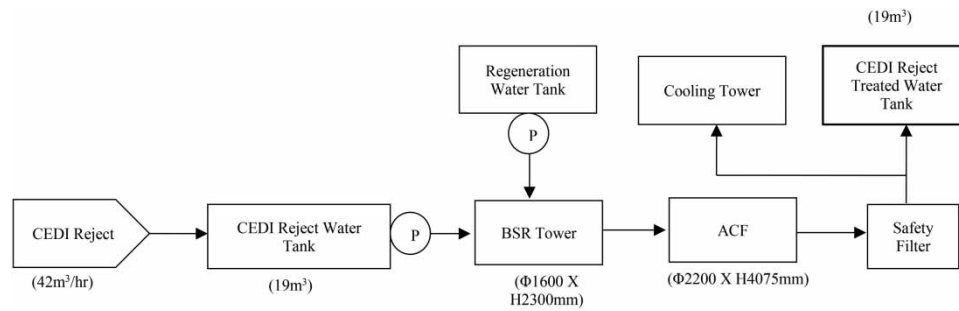 (19m³)
Regeneration
Water Tank
Cooling Tower
CEDI Reject
Treated Water
Tank
P
CEDI Reject
CEDI Reject Water
Tank
P
BSR Tower
ACF
Safety
Filter
(42m³/hr)
(19m³)
(Φ1600 X
H2300mm)
(Φ2200 X H4075mm)